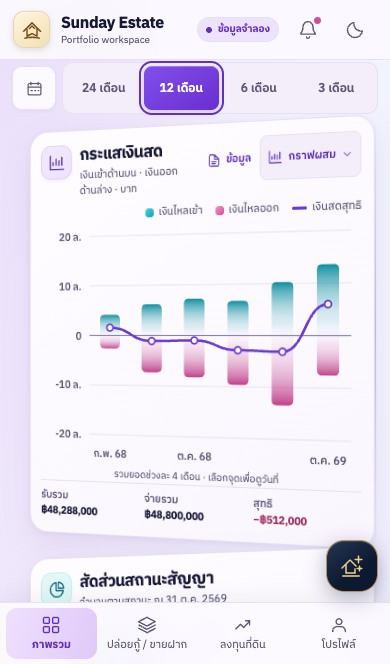 Sunday Estate
Portfolio workspace
ข้อมูลจำลอง
24 เดือน
12 เดือน
6 เดือน
3 เดือน
กระแสเงินสด
เงินเข้าด้านบน · เงินออก
ด้านล่าง · บาท
ข้อมูล
กราฟผสม
เงินไหลเข้า
เงินไหลออก
เงินสดสุทธิ
20 ล.
10 ล.
0
-10 ล.
-20 ล.
ก.พ. 68
ต.ค. 68
ต.ค. 69
รวมยอดช่วงละ 4 เดือน · เลือกจุดเพื่อดูวันที่
รับรวม
฿48,288,000
จ่ายรวม
฿48,800,000
สุทธิ
−฿512,000
สัดส่วนสถานะสัญญา
ภาพรวม
ปล่อยกู้ / ขายฝาก
ลงทุนที่ดิน
โปรไฟล์